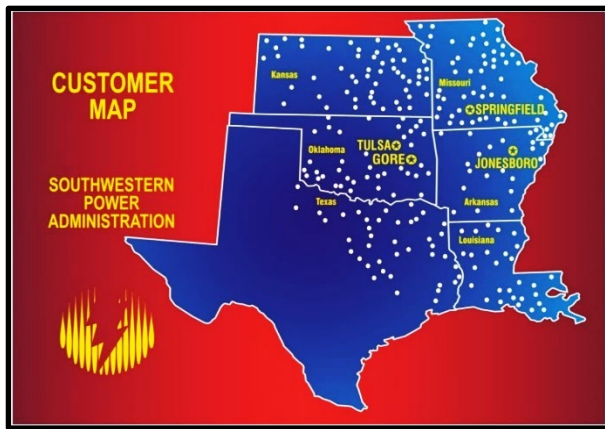 CUSTOMER
MAP
SOUTHWESTERN
POWER
ADMINISTRATION
Kansas
Missouri
SPRINGFIELD
Oklahoma
TULSA
GORE
JONESBORO
Texas
Arkansas
Louisiana